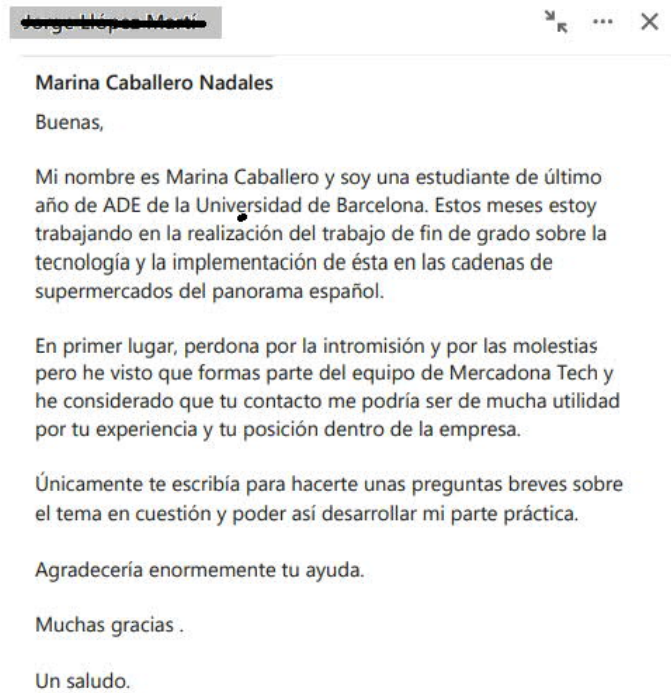 Marina Caballero Nadales
Buenas,
Mi nombre es Marina Caballero y soy una estudiante de último
año de ADE de la Universidad de Barcelona. Estos meses estoy
trabajando en la realización del trabajo de fin de grado sobre la
tecnología y la implementación de ésta en las cadenas de
supermercados del panorama español.
En primer lugar, perdona por la intromisión y por las molestias
pero he visto que formas parte del equipo de Mercadona Tech y
he considerado que tu contacto me podría ser de mucha utilidad
por tu experiencia y tu posición dentro de la empresa.
Únicamente te escribía para hacerte unas preguntas breves sobre
el tema en cuestión y poder así desarrollar mi parte práctica.
Agradecería enormemente tu ayuda.
Muchas gracias .
Un saludo.